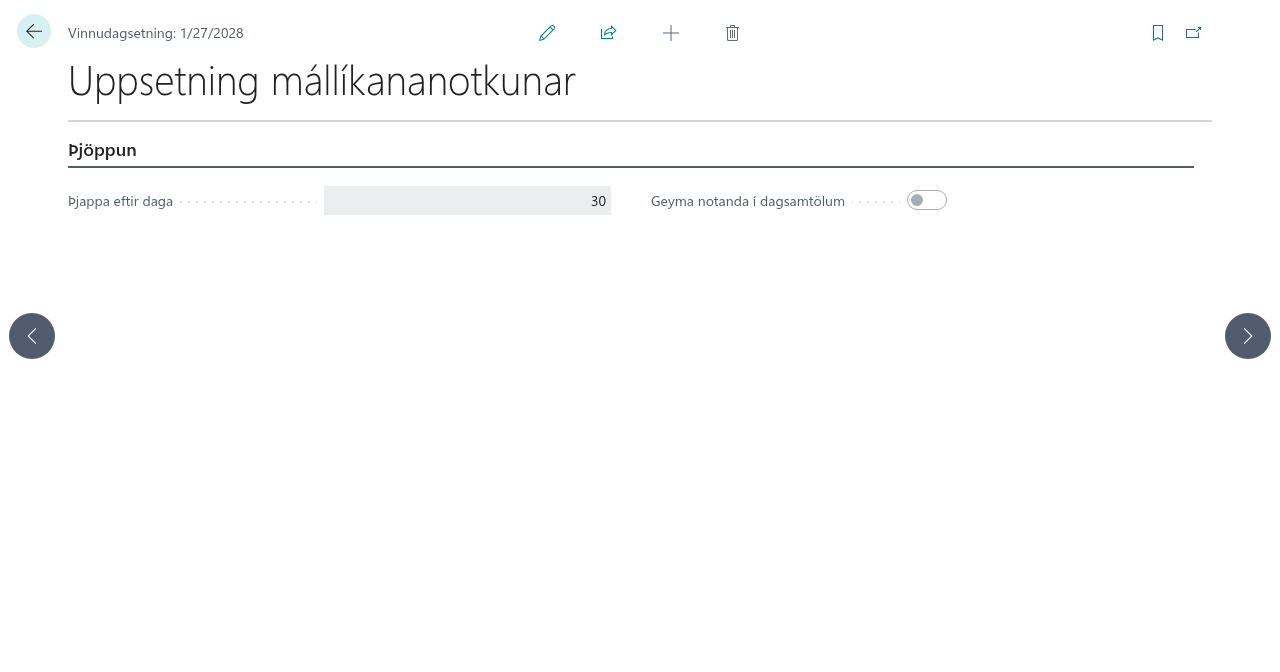 Vinnudagsetning: 1/27/2028
Uppsetning mállíkananotkunar
Þjöppun
Þjappa eftir daga
30
Geyma notanda í dagsamtölum